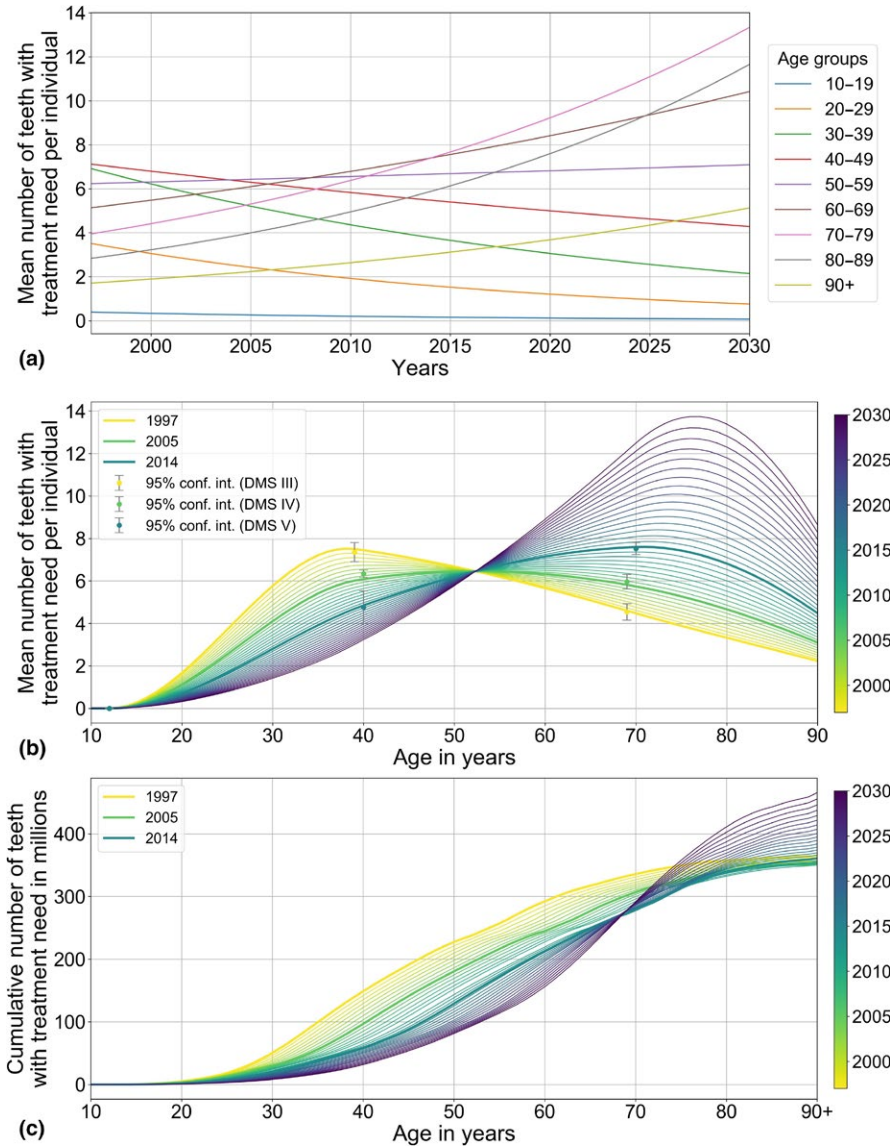 14
12
10
8
6
4
2
0
Mean number of teeth with
treatment need per individual
2000 2005 2010 2015 2020 2025 2030
Years
(a)
Age groups
10–19
20–29
30–39
40–49
50–59
60–69
70–79
80–89
90+
14
12
10
8
6
4
2
0
Mean number of teeth with
treatment need per individual
1997
2005
2014
95% conf. int. (DMS III)
95% conf. int. (DMS IV)
95% conf. int. (DMS V)
10 20 30 40 50 60 70 80 90
Age in years
(b)
2030
2025
2020
2015
2010
2005
2000
400
300
200
100
0
Cumulative number of teeth
with treatment need in millions
1997
2005
2014
10 20 30 40 50 60 70 80 90+
Age in years
(c)
2030
2025
2020
2015
2010
2005
2000